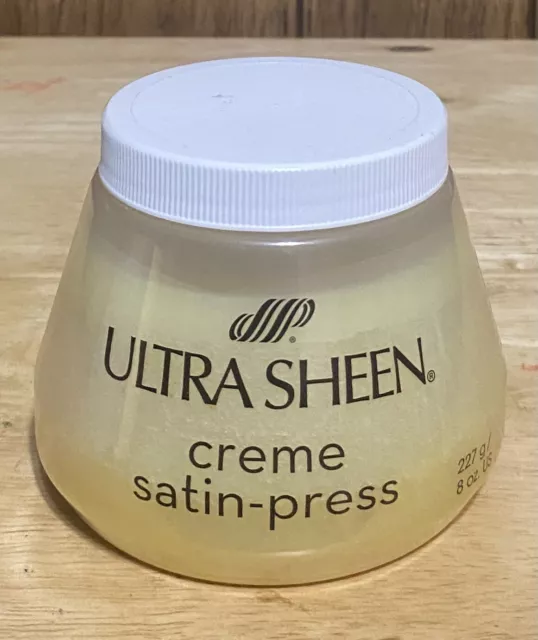 ULTRA SHEEN®
creme
satin-press
227 g /
8 oz. US